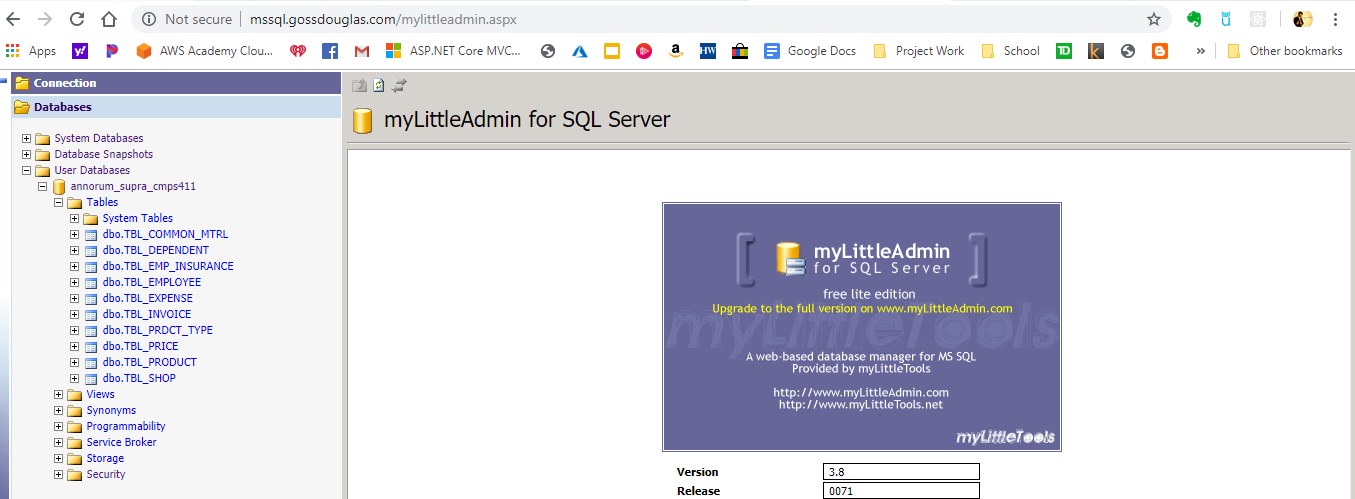 Not secure | mssql.gossdouglas.com/mylittleadmin.aspx
Apps AWS Academy Clou... ASP.NET Core MVC... HW Google Docs Project Work School TD k » Other bookmarks
Connection
Databases
System Databases
Database Snapshots
User Databases
annorum_supra_cmps411
Tables
System Tables
dbo.TBL_COMMON_MTRL
dbo.TBL_DEPENDENT
dbo.TBL_EMP_INSURANCE
dbo.TBL_EMPLOYEE
dbo.TBL_EXPENSE
dbo.TBL_INVOICE
dbo.TBL_PRDCT_TYPE
dbo.TBL_PRICE
dbo.TBL_PRODUCT
dbo.TBL_SHOP
Views
Synonyms
Programmability
Service Broker
Storage
Security
myLittleAdmin for SQL Server
myLittleAdmin
for SQL Server
free lite edition
Upgrade to the full version on www.myLittleAdmin.com
myLittleTools
A web-based database manager for MS SQL
Provided by myLittleTools
http://www.myLittleAdmin.com
http://www.myLittleTools.net
myLittleTools
Version 3.8
Release 0071